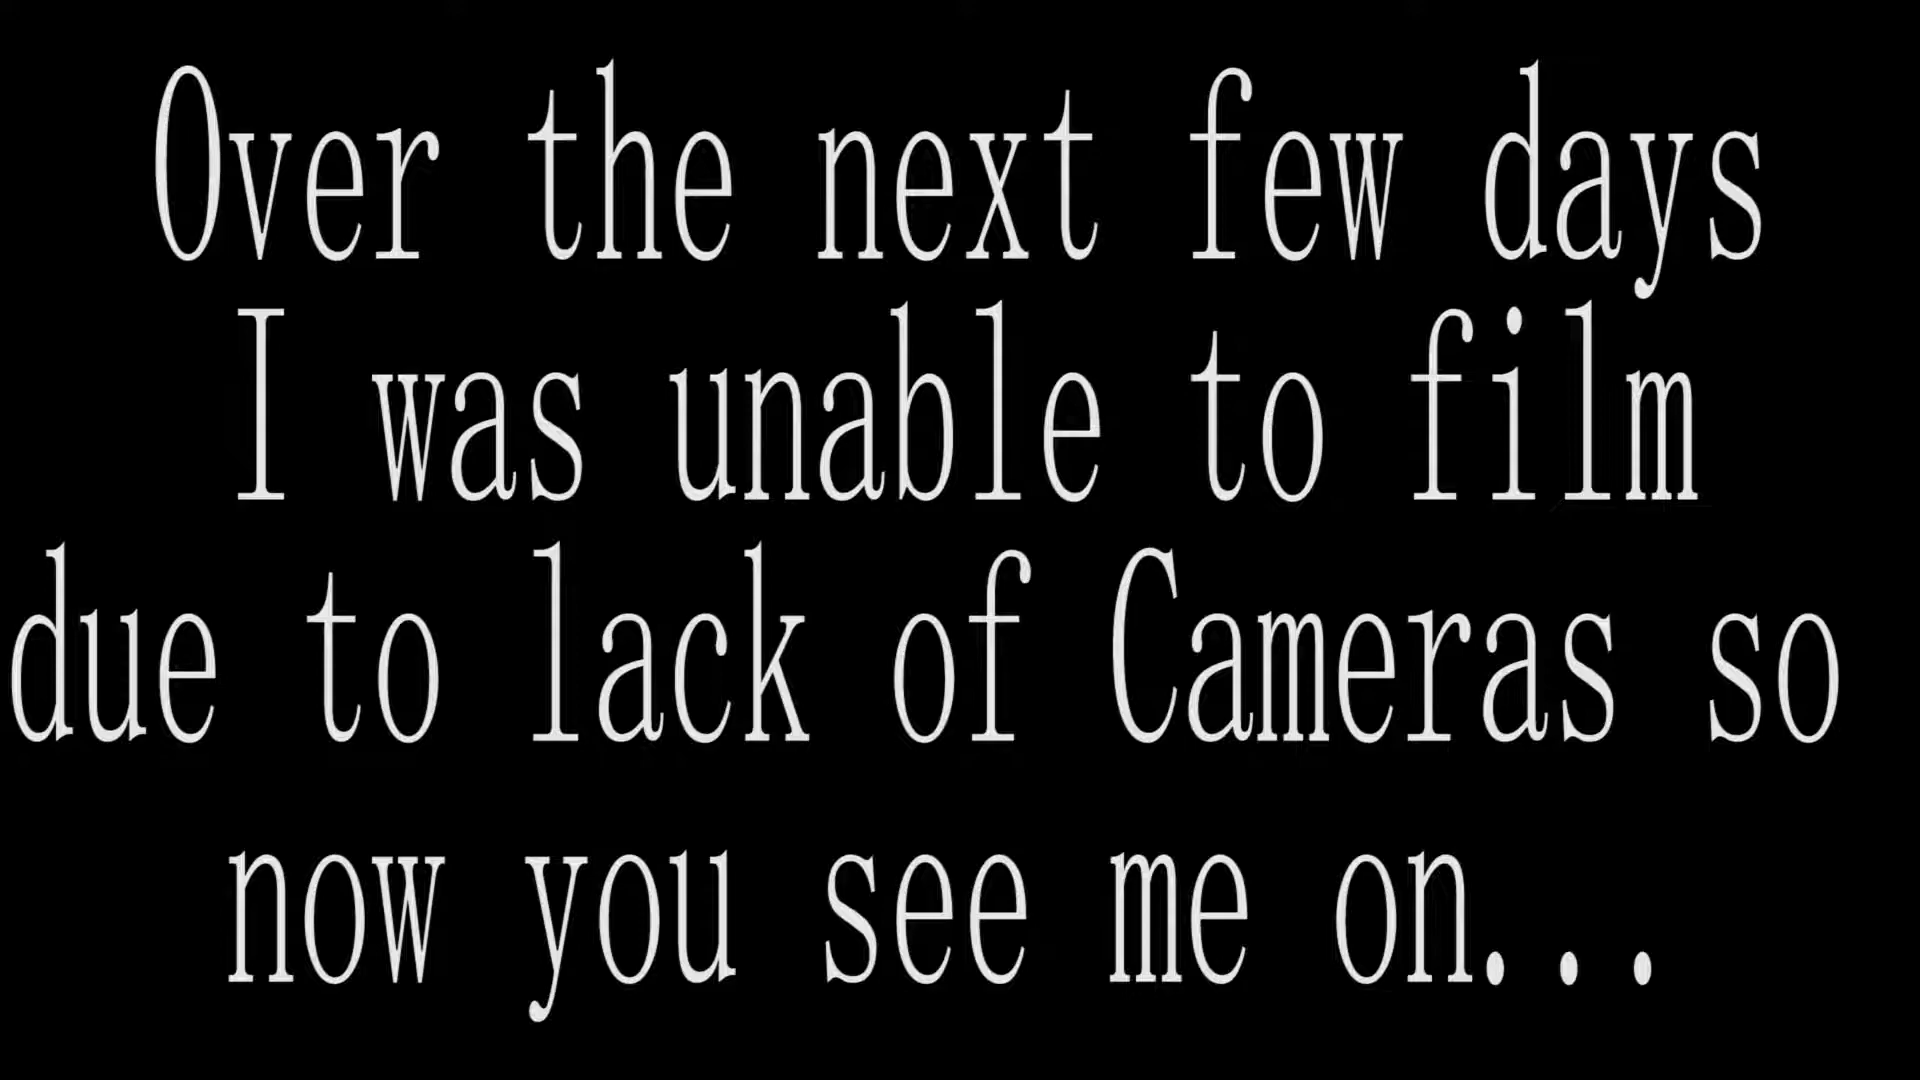 Over the next few days
I was unable to film
due to lack of Cameras so
now you see me on...